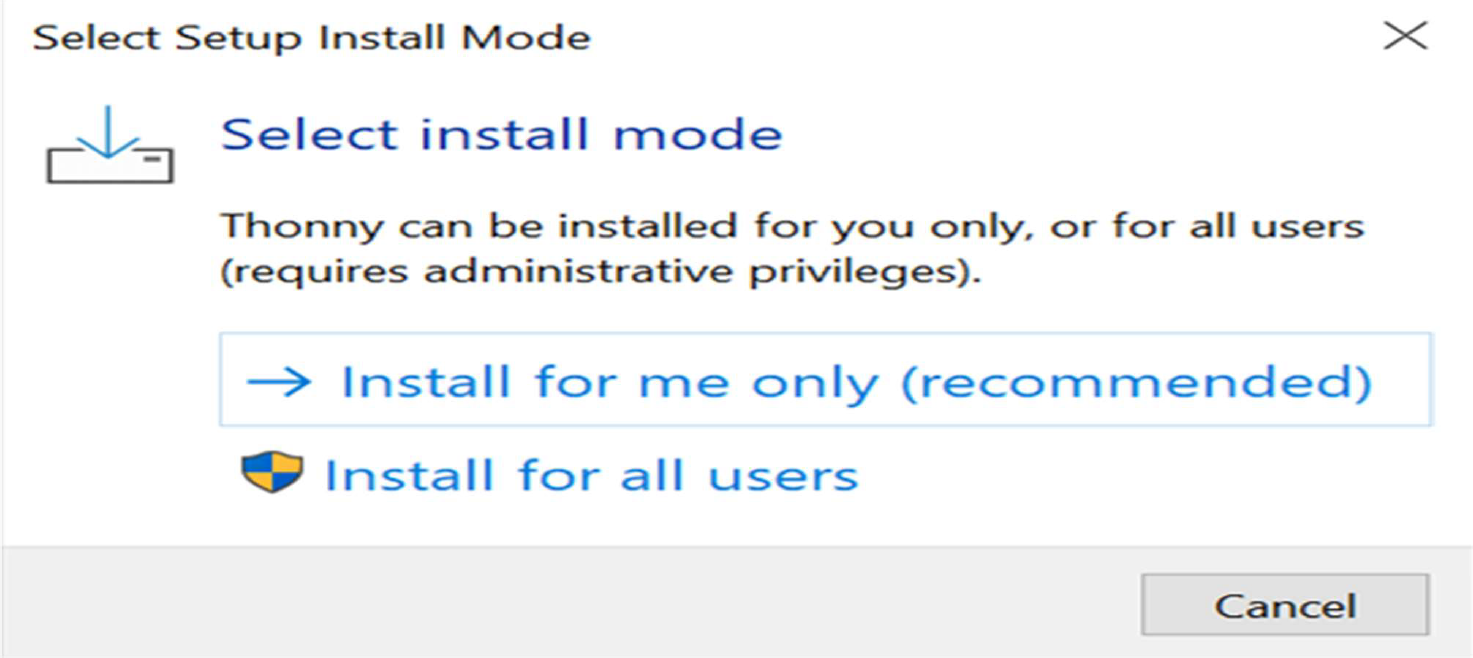 Select Setup Install Mode
Select install mode
Thonny can be installed for you only, or for all users
(requires administrative privileges).
Install for me only (recommended)
Install for all users
Cancel